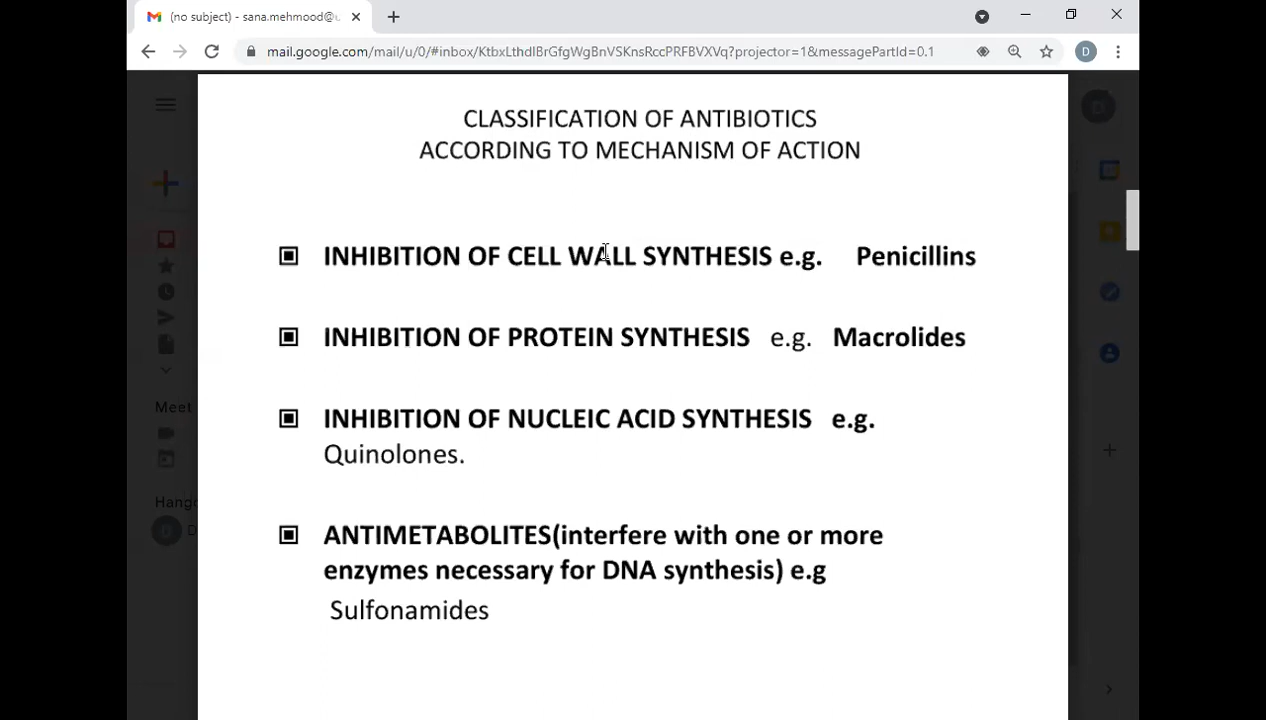 (no subject) - sana.mehmood@
mail.google.com/mail/u/0/#inbox/KtbxLthdlBrGfgWgBnVSKnsRccPRFBVXVq?projector=1&messagePartId=0.1
D
CLASSIFICATION OF ANTIBIOTICS
ACCORDING TO MECHANISM OF ACTION
INHIBITION OF CELL WALL SYNTHESIS e.g. Penicillins
INHIBITION OF PROTEIN SYNTHESIS e.g. Macrolides
INHIBITION OF NUCLEIC ACID SYNTHESIS e.g.
Quinolones.
ANTIMETABOLITES(interfere with one or more
enzymes necessary for DNA synthesis) e.g
Sulfonamides
Meet
Hango
D